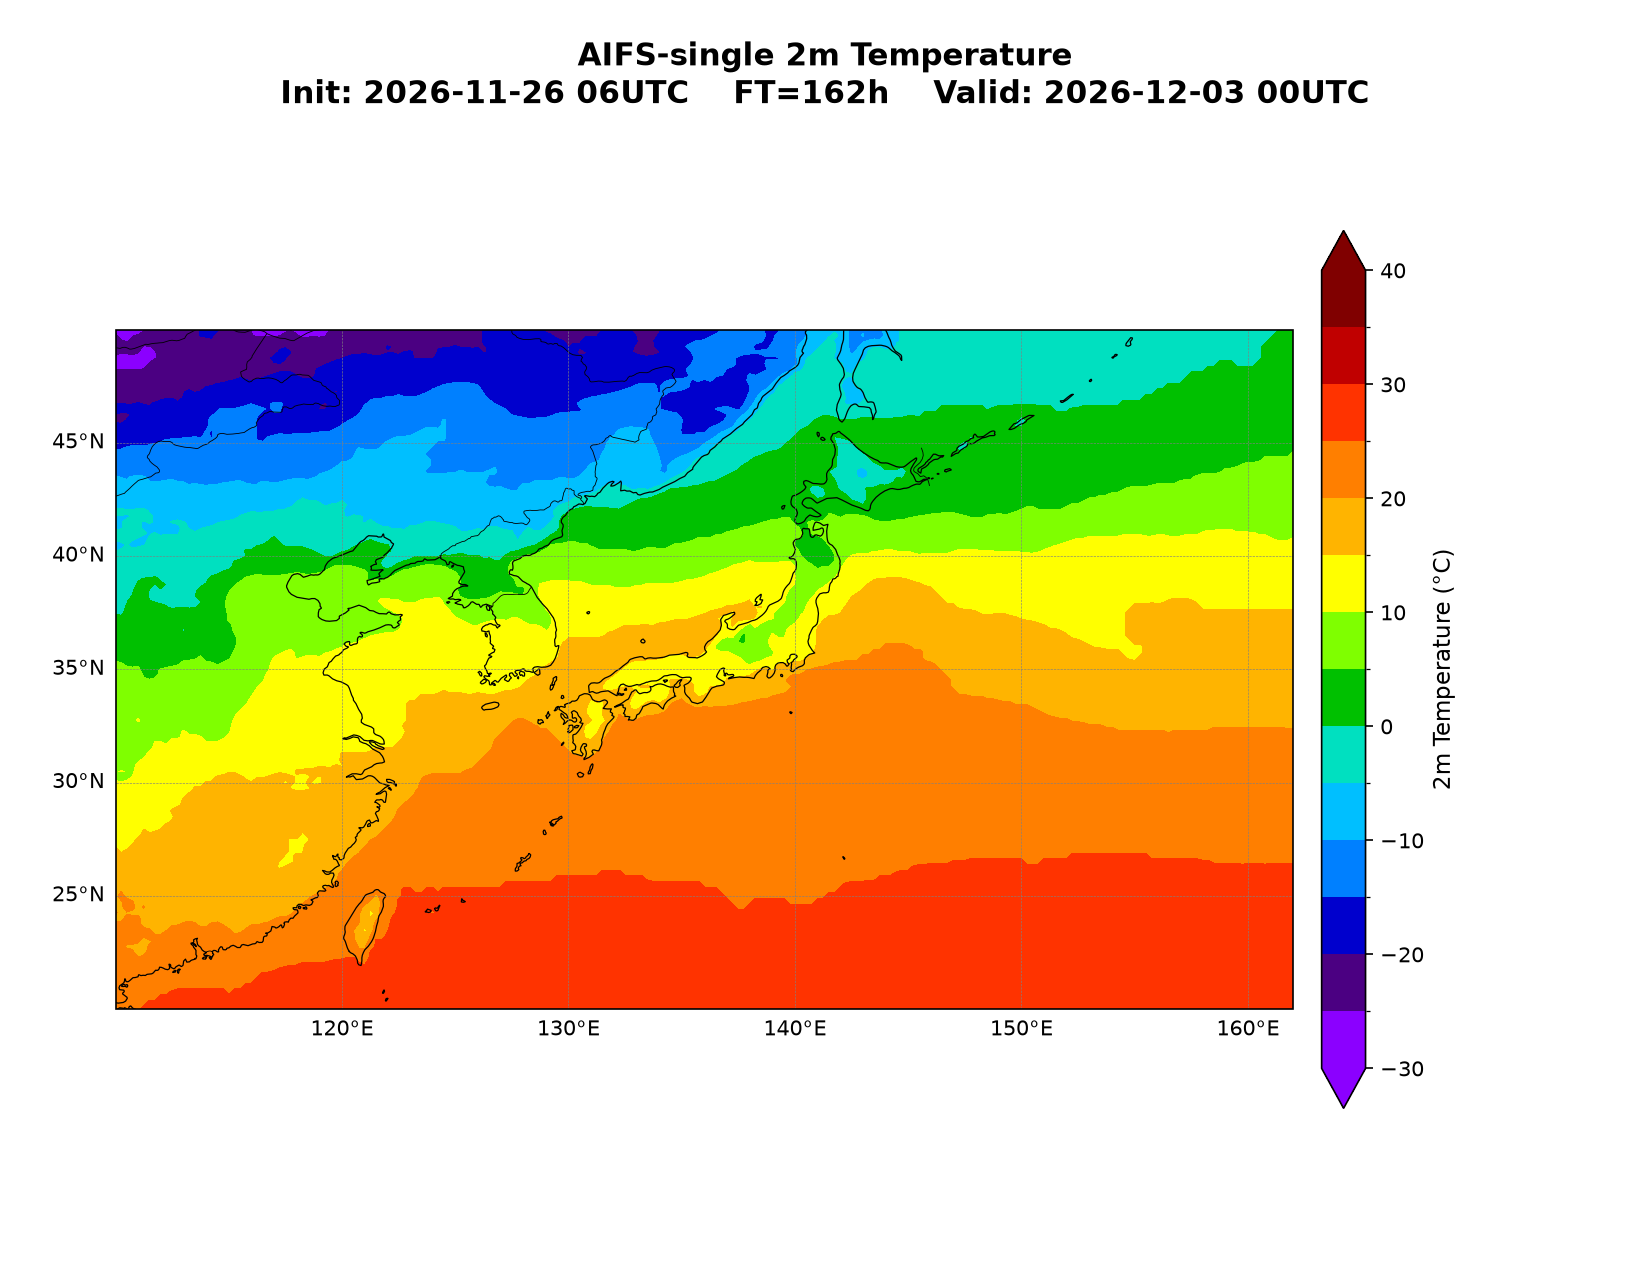 AIFS-single 2m Temperature
Init: 2026-11-26 06UTC    FT=162h    Valid: 2026-12-03 00UTC
45°N
40°N
35°N
30°N
25°N
120°E
130°E
140°E
150°E
160°E
40
30
20
10
0
−10
−20
−30
2m Temperature (°C)